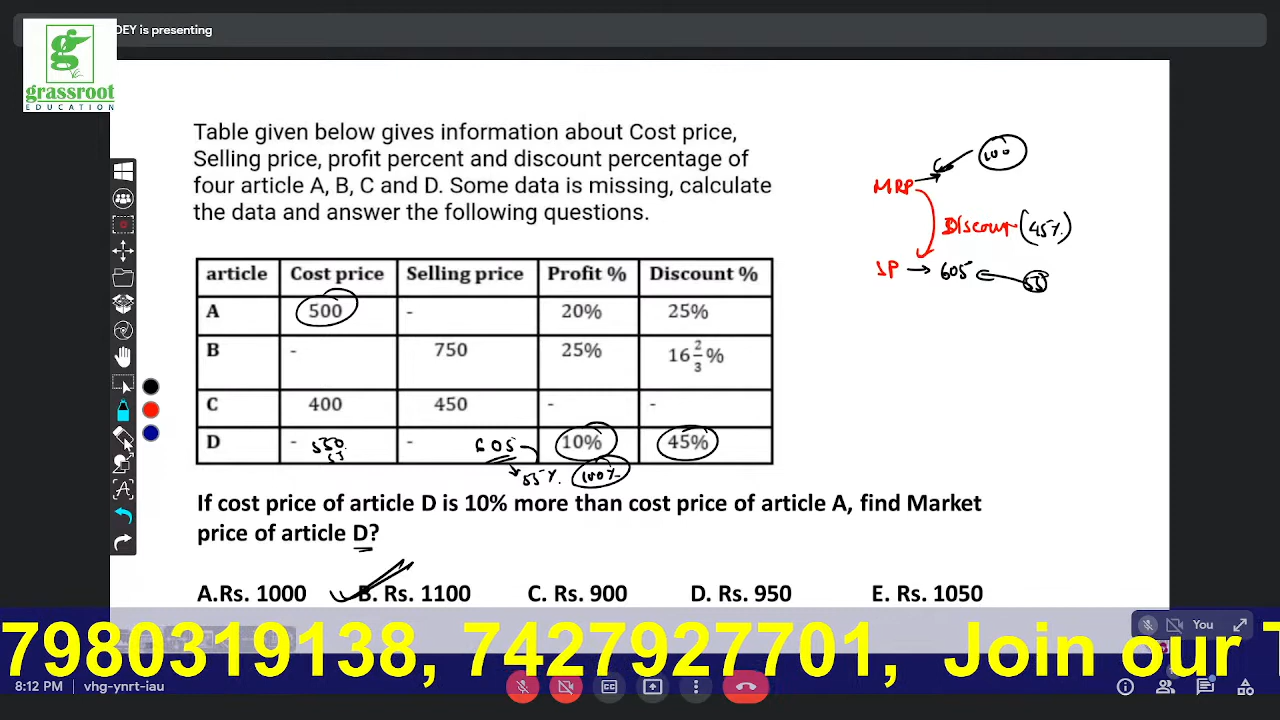 DEY is presenting
g
grassroot
EDUCATION
Table given below gives information about Cost price,
Selling price, profit percent and discount percentage of
four article A, B, C and D. Some data is missing, calculate
the data and answer the following questions.
100
MRP
Discount (45%)
SP → 605
55
article Cost price Selling price Profit % Discount %
A 500 - 20% 25%
B - 750 25% 16 2/3 %
C 400 450 - -
D - 550 - 605 10% 45%
55
55% 100%
If cost price of article D is 10% more than cost price of article A, find Market
price of article D?
A.Rs. 1000 B. Rs. 1100 C. Rs. 900 D. Rs. 950 E. Rs. 1050
You
7980319138, 7427927701, Join our
8:12 PM vhg-ynrt-iau